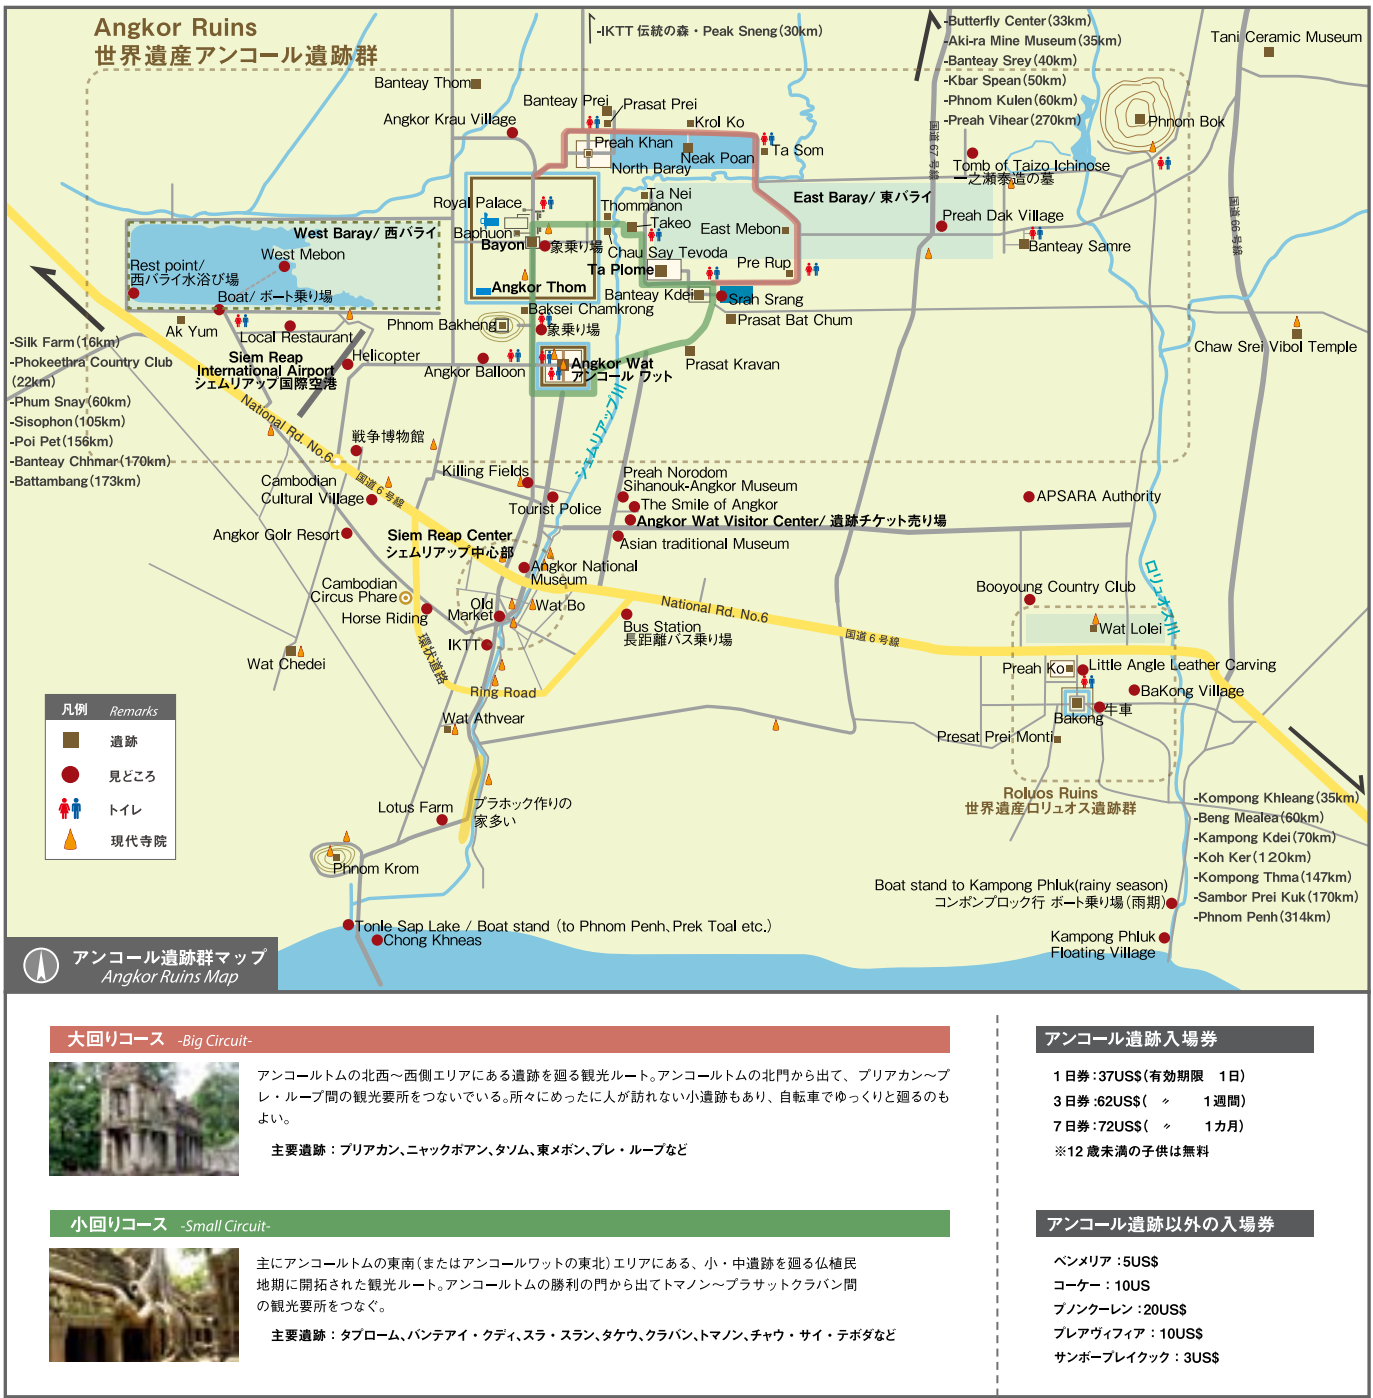 Angkor Ruins
世界遺産アンコール遺跡群
-IKTT 伝統の森・Peak Sneng(30km)
-Butterfly Center(33km)
-Aki-ra Mine Museum(35km)
-Banteay Srey(40km)
-Kbar Spean(50km)
-Phnom Kulen(60km)
-Preah Vihear(270km)
Tani Ceramic Museum
Banteay Thom
Banteay Prei
Prasat Prei
Angkor Krau Village
Krol Ko
Phnom Bok
国道 67 号線
Preah Khan
Neak Poan
Ta Som
North Baray
Tomb of Taizo Ichinose
一之瀬泰造の墓
Royal Palace
Ta Nei
Thommanon
East Baray/ 東バライ
国道 66 号線
Preah Dak Village
Takeo
East Mebon
West Baray/ 西バライ
Baphuon
Bayon
象乗り場
Chau Say Tevoda
Banteay Samre
West Mebon
Rest point/
西バライ水浴び場
Ta Plome
Pre Rup
Angkor Thom
Banteay Kdei
Srah Srang
Boat/ ボート乗り場
Baksei Chamkrong
Prasat Bat Chum
Ak Yum
Local Restaurant
Phnom Bakheng
象乗り場
Chaw Srei Vibol Temple
-Silk Farm(16km)
-Phokeethra Country Club
(22km)
-Phum Snay(60km)
-Sisophon(105km)
-Poi Pet(156km)
-Banteay Chhmar(170km)
-Battambang(173km)
Siem Reap
International Airport
シェムリアップ国際空港
Helicopter
Angkor Balloon
Angkor Wat
アンコール ワット
Prasat Kravan
National Rd. No.6
国道 6 号線
シェムリアップ川
戦争博物館
Cambodian
Cultural Village
Killing Fields
Tourist Police
Preah Norodom
Sihanouk-Angkor Museum
The Smile of Angkor
Angkor Wat Visitor Center/ 遺跡チケット売り場
Asian traditional Museum
APSARA Authority
Angkor Golr Resort
Siem Reap Center
シェムリアップ中心部
Angkor National
Museum
Cambodian
Circus Phare
Horse Riding
Old
Market
Wat Bo
National Rd. No.6
国道 6 号線
Booyoung Country Club
ロリュオス川
Bus Station
長距離バス乗り場
Wat Lolei
IKTT
環状道路
Wat Chedei
Ring Road
Preah Ko
Little Angle Leather Carving
BaKong Village
Bakong
牛車
Wat Athvear
Presat Prei Monti
凡例 Remarks
遺跡
見どころ
トイレ
現代寺院
Lotus Farm
プラホック作りの
家多い
Phnom Krom
Roluos Ruins
世界遺産ロリュオス遺跡群
-Kompong Khleang(35km)
-Beng Mealea(60km)
-Kampong Kdei(70km)
-Koh Ker(120km)
-Kompong Thma(147km)
-Sambor Prei Kuk(170km)
-Phnom Penh(314km)
Boat stand to Kampong Phluk(rainy season)
コンポンプロック行 ボート乗り場(雨期)
Tonle Sap Lake / Boat stand (to Phnom Penh、Prek Toal etc.)
Chong Khneas
Kampong Phluk
Floating Village
アンコール遺跡群マップ
Angkor Ruins Map
大回りコース -Big Circuit-
アンコールトムの北西〜西側エリアにある遺跡を廻る観光ルート。アンコールトムの北門から出て、プリアカン〜プ
レ・ループ間の観光要所をつないでいる。所々にめったに人が訪れない小遺跡もあり、自転車でゆっくりと廻るのも
よい。
主要遺跡：プリアカン、ニャックポアン、タソム、東メボン、プレ・ループなど
小回りコース -Small Circuit-
主にアンコールトムの東南(またはアンコールワットの東北)エリアにある、小・中遺跡を廻る仏植民
地期に開拓された観光ルート。アンコールトムの勝利の門から出てトマノン〜プラサットクラバン間
の観光要所をつなぐ。
主要遺跡：タプローム、バンテアイ・クディ、スラ・スラン、タケウ、クラバン、トマノン、チャウ・サイ・テボダなど
アンコール遺跡入場券
1 日券：37US$(有効期限 1日)
3 日券：62US$( 〃 1 週間)
7 日券：72US$( 〃 1 カ月)
※12 歳未満の子供は無料
アンコール遺跡以外の入場券
ベンメリア：5US$
コーケー：10US
プノンクーレン：20US$
プレアヴィフィア：10US$
サンボープレイクック：3US$